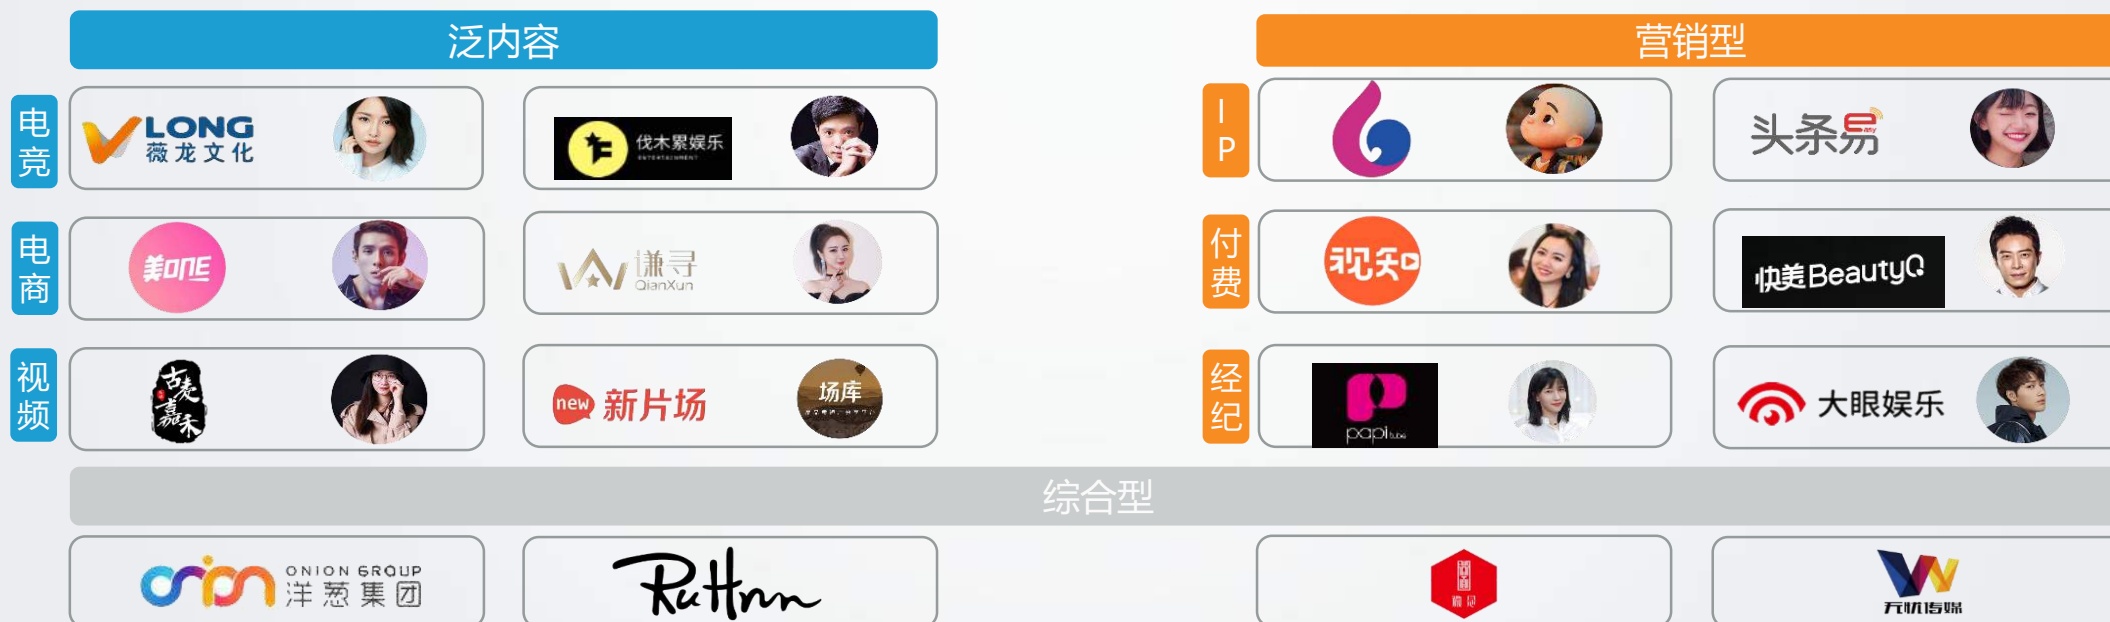 泛内容
营销型
电竞
LONG
薇龙文化
伐木累娱乐
ENTERTAINMENT
IP
头条易
电商
美ONE
谦寻
QianXun
付费
视知
快美BeautyQ
视频
古麦嘉禾
new 新片场
场库
经纪
papi tube
大眼娱乐
综合型
onion ONION GROUP
洋葱集团
RuHnn
无忧传媒